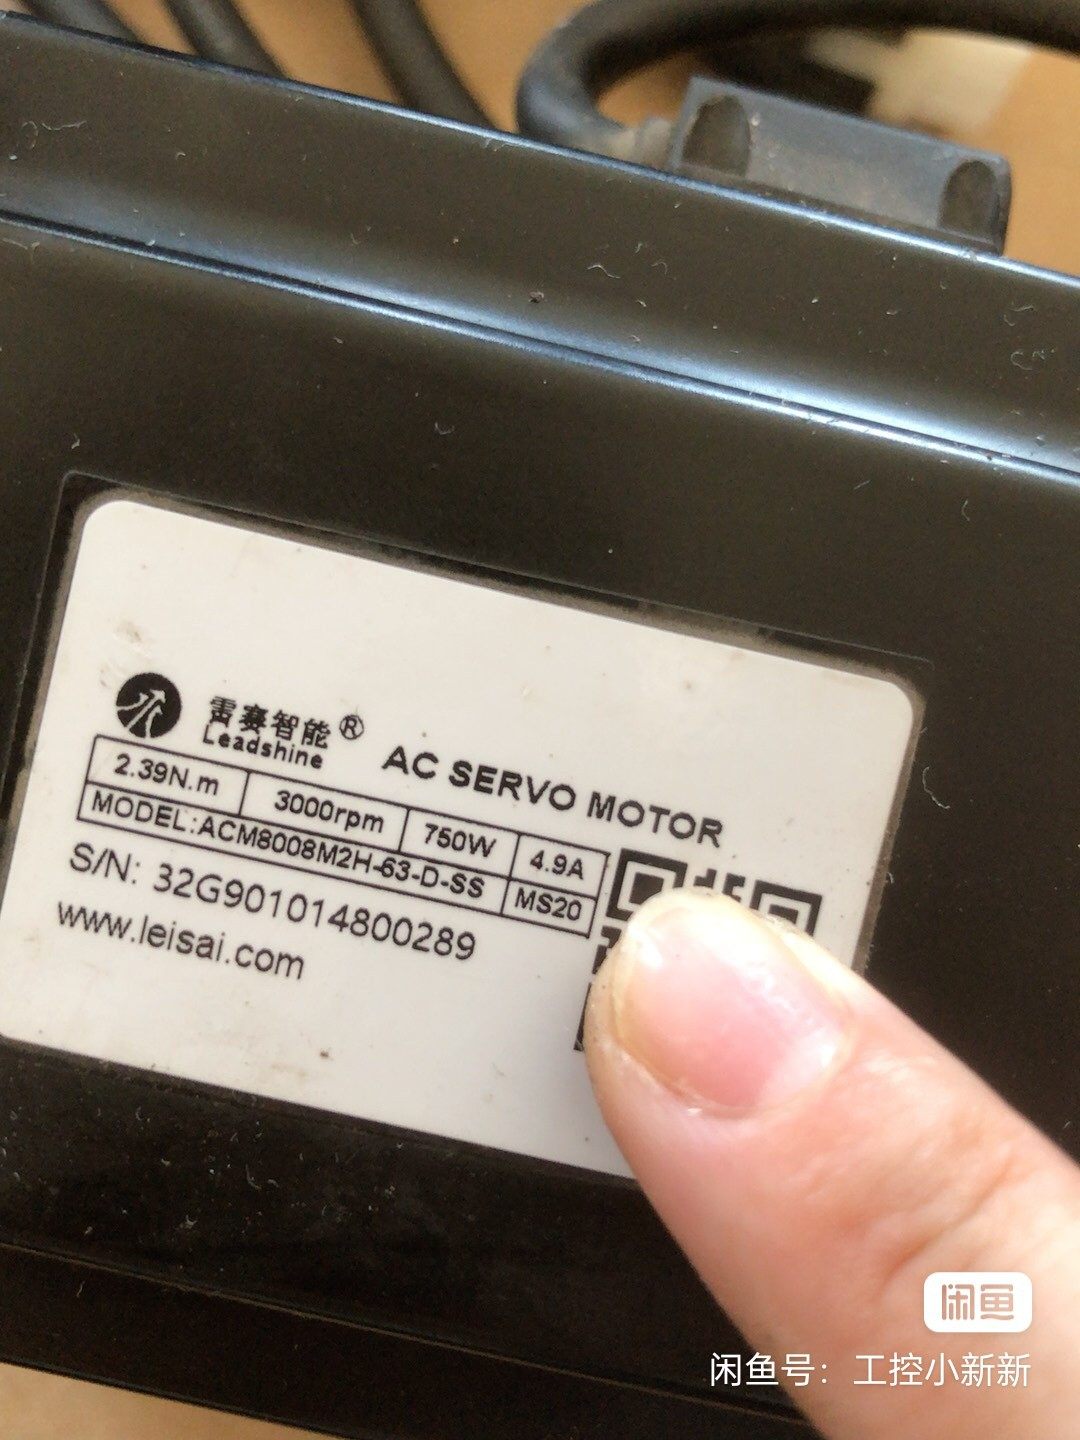 雷赛智能®
Leadshine
AC SERVO MOTOR
2.39N.m 3000rpm 750W 4.9A
MODEL:ACM8008M2H-63-D-SS MS20
S/N: 32G901014800289
www.leisai.com
闲鱼
闲鱼号：工控小新新